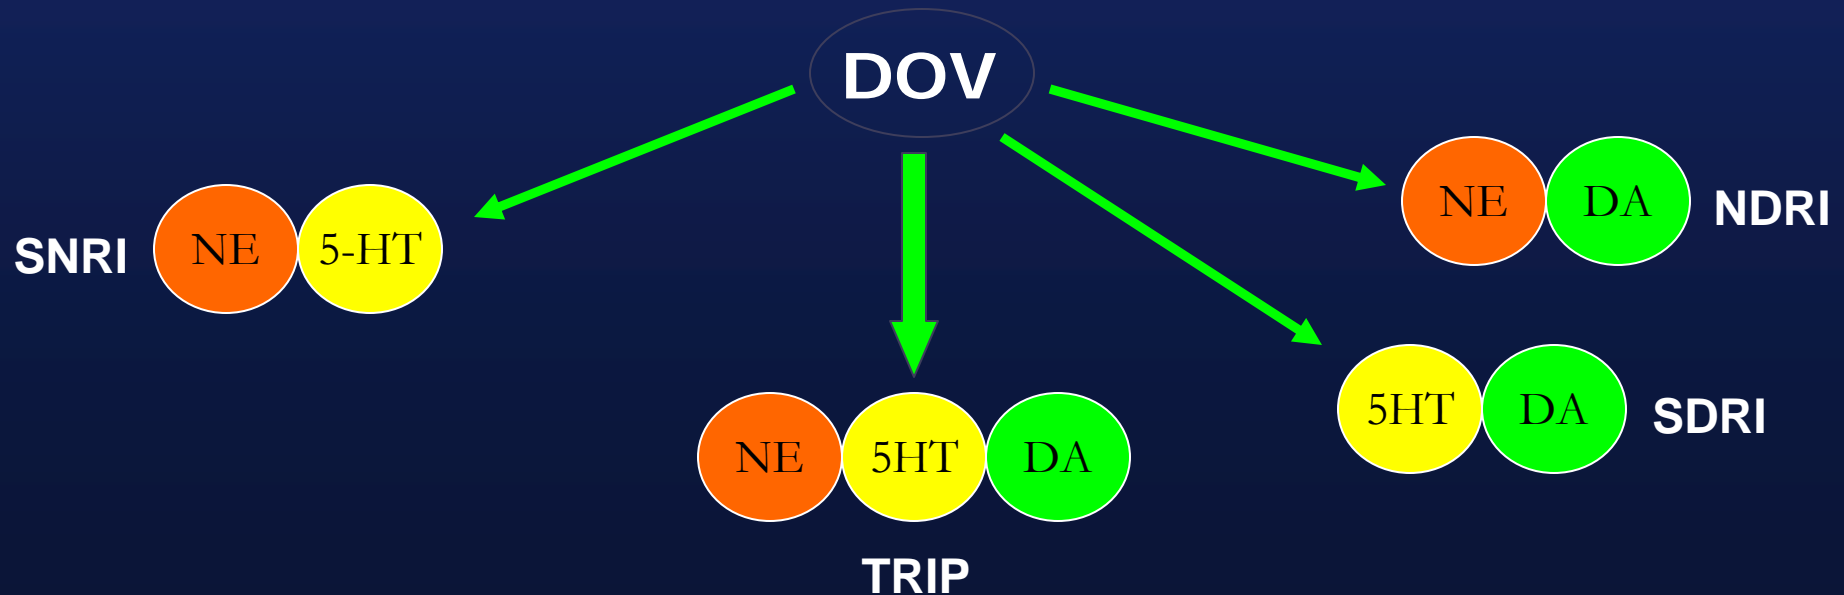 DOV
SNRI
NE
5-HT
NE
DA
NDRI
5HT
DA
SDRI
NE
5HT
DA
TRIP